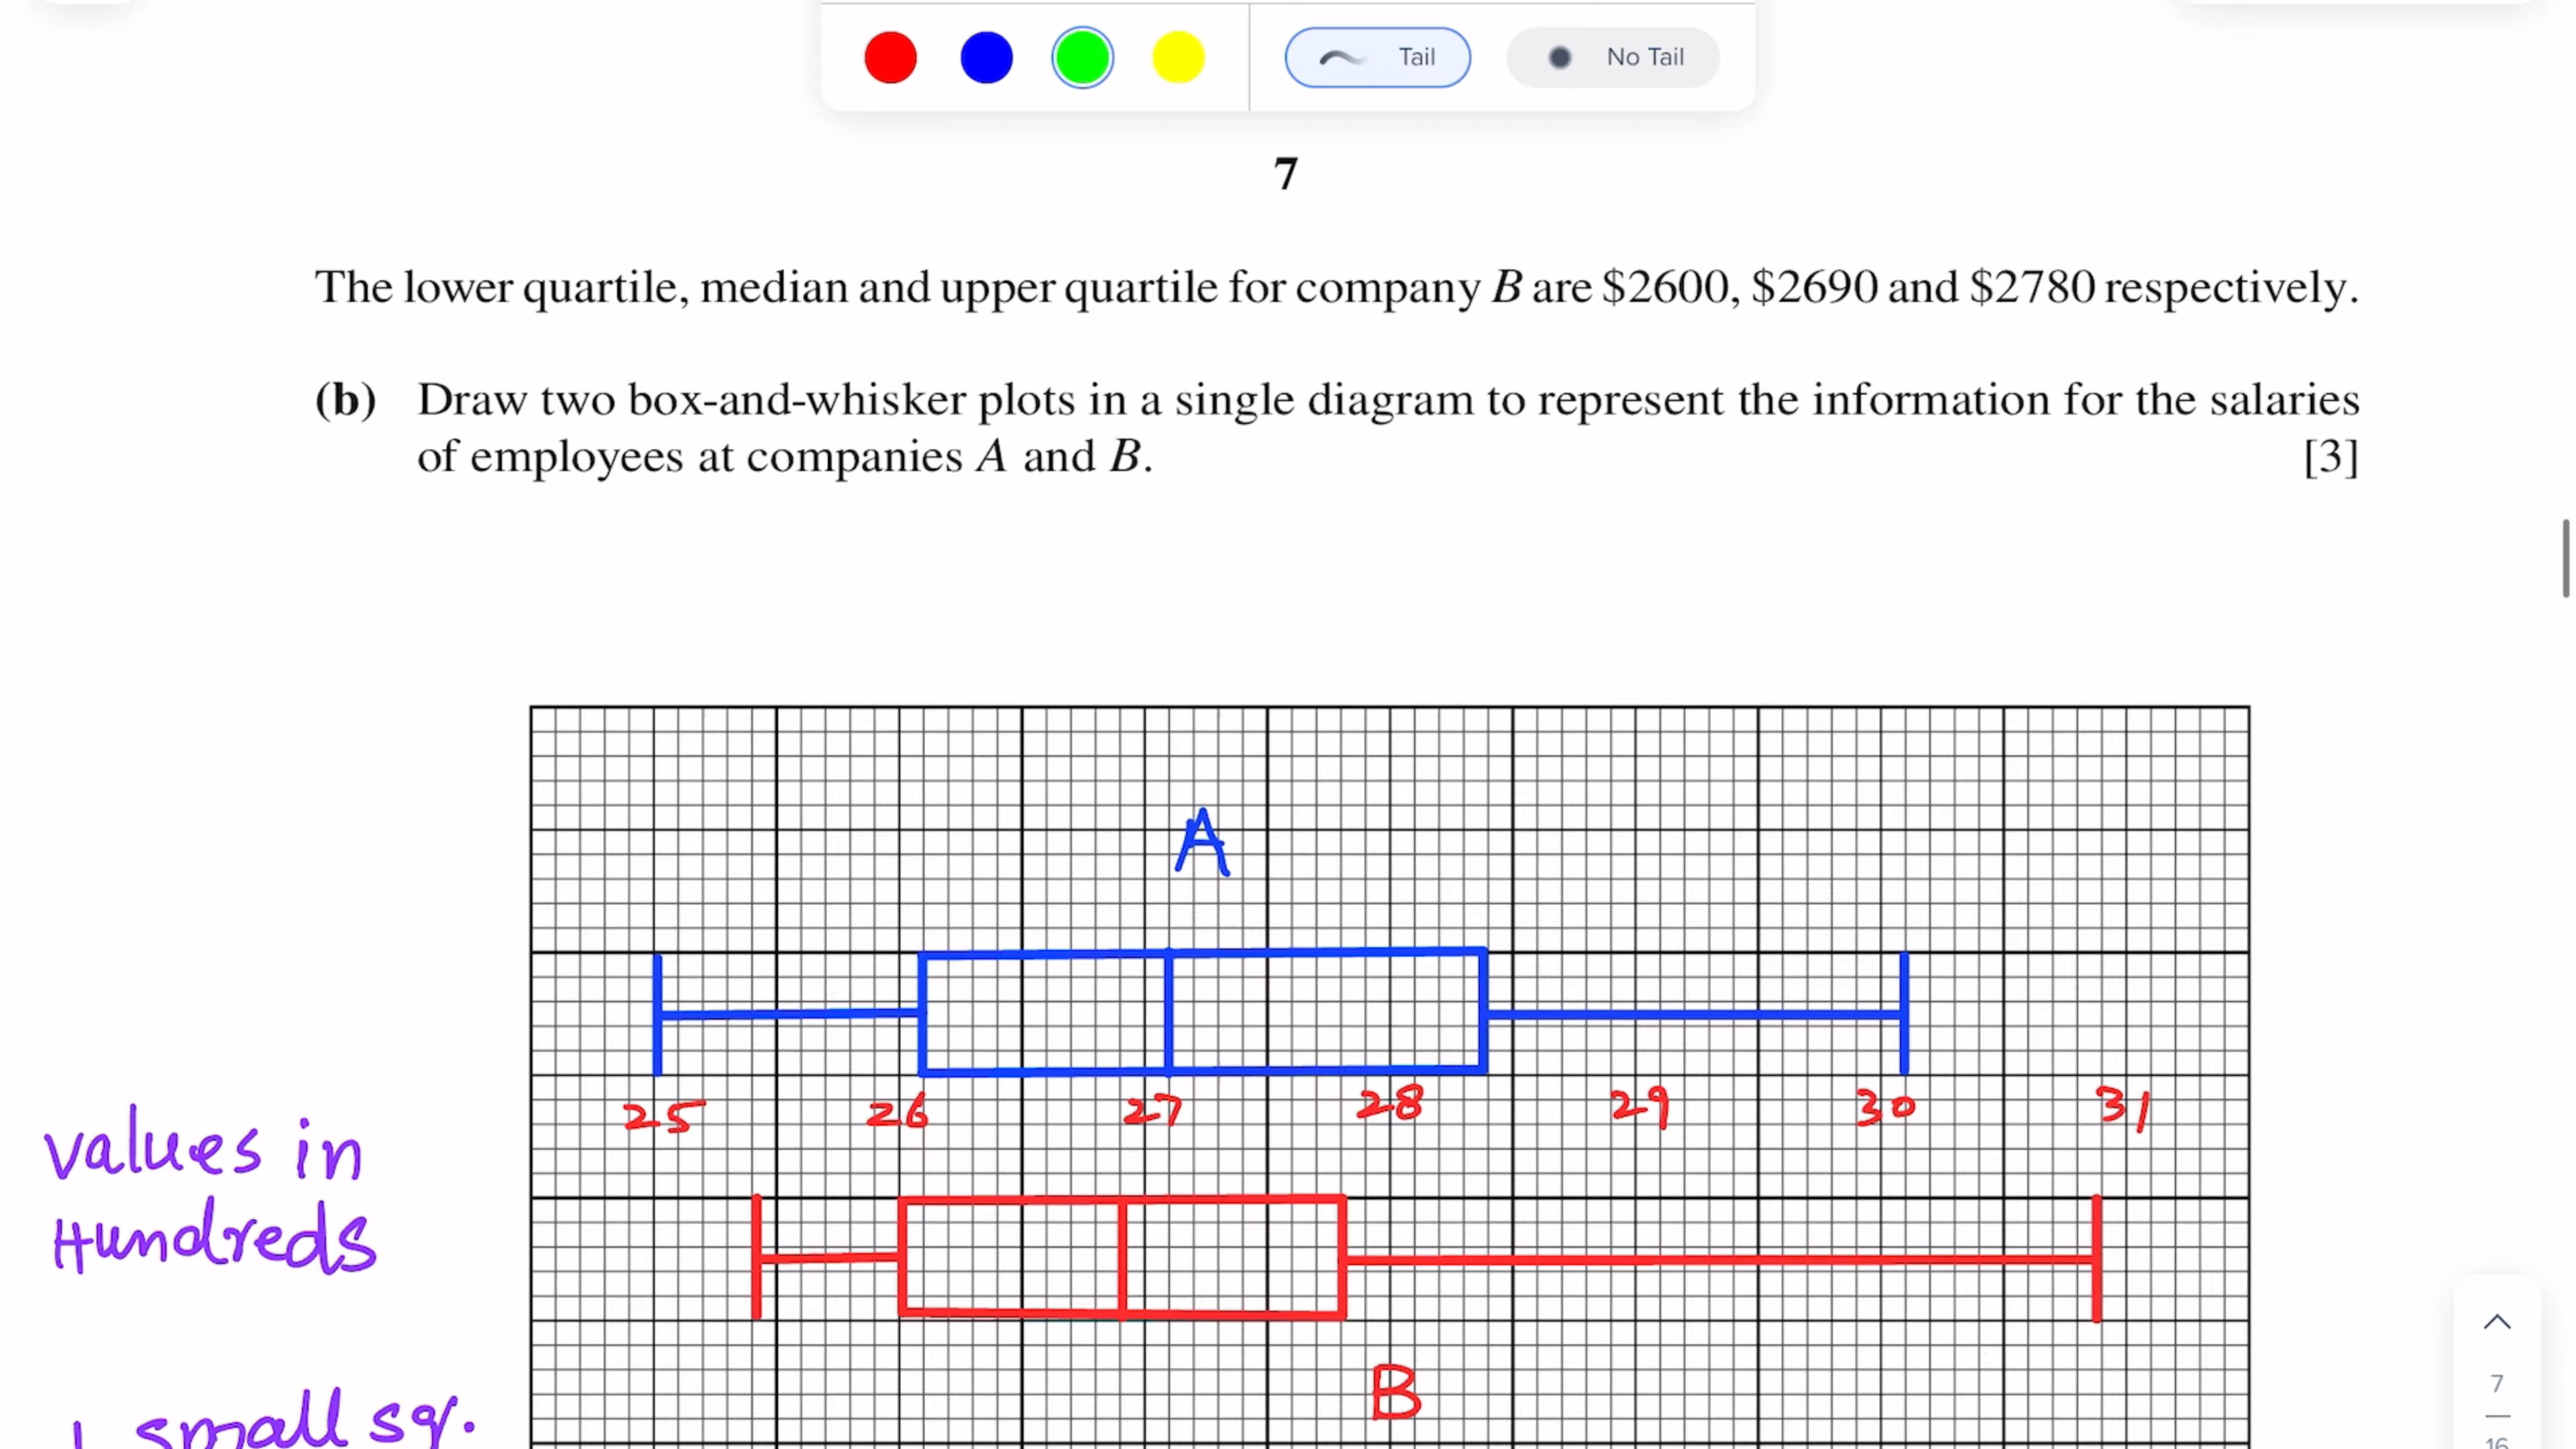 Tail No Tail
7
The lower quartile, median and upper quartile for company B are $2600, $2690 and $2780 respectively.
(b) Draw two box-and-whisker plots in a single diagram to represent the information for the salaries
of employees at companies A and B. [3]
A
25 26 27 28 29 30 31
values in
Hundreds
B
1 small sq.
7
16